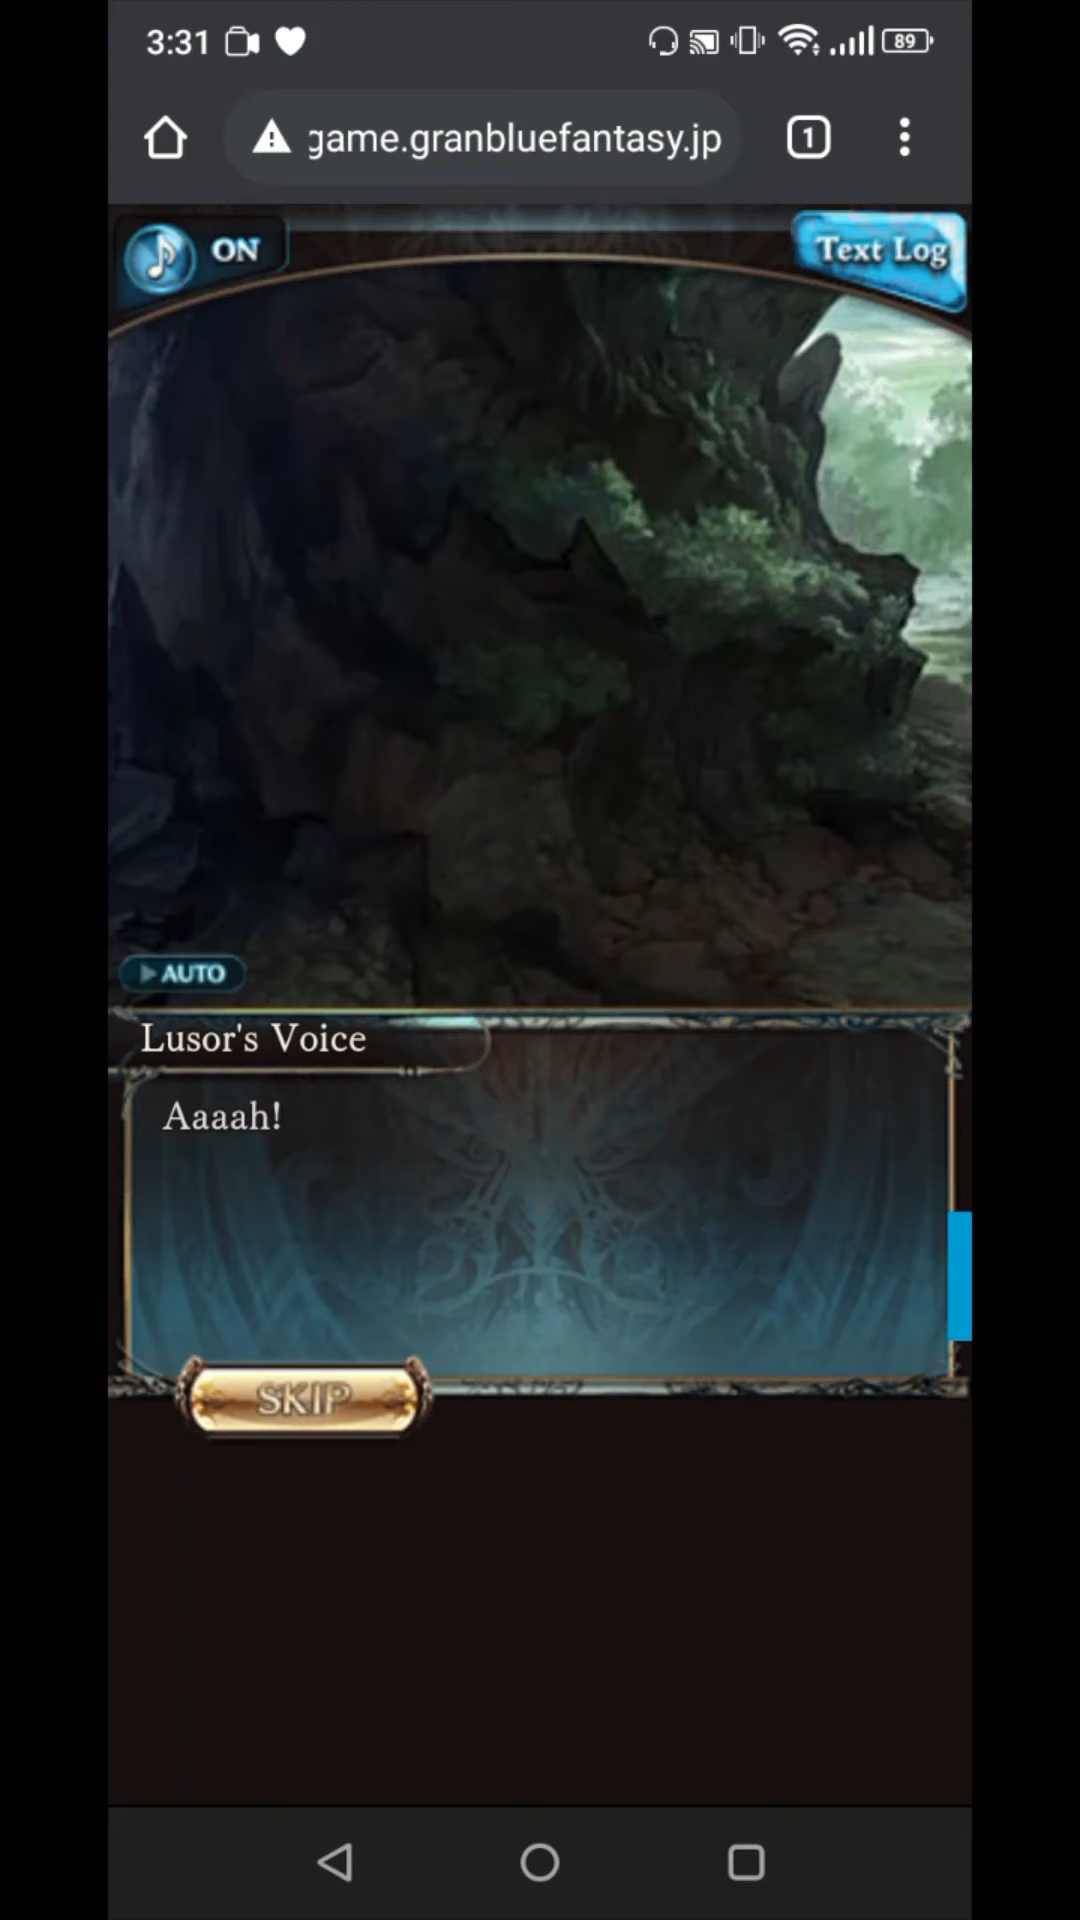 3:31
89
game.granbluefantasy.jp
1
ON
Text Log
AUTO
Lusor's Voice
Aaaah!
SKIP